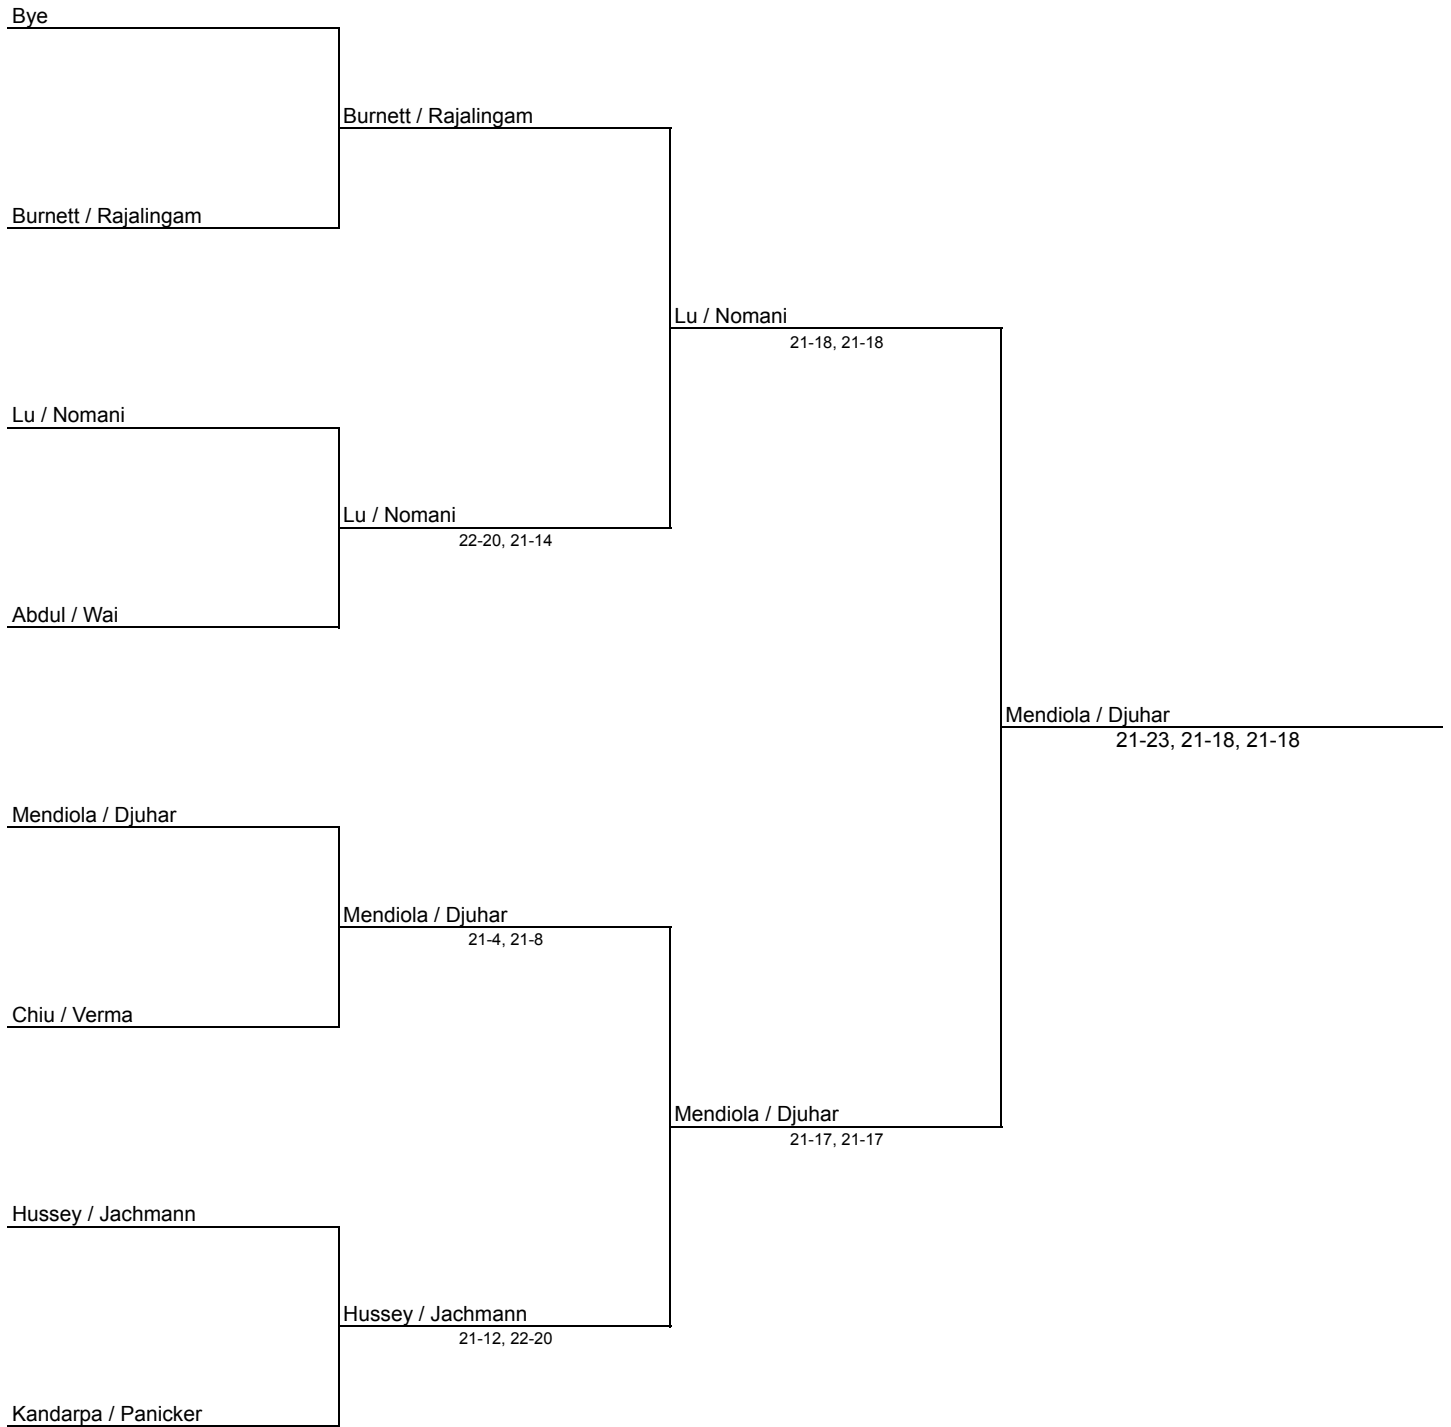 Bye
Burnett / Rajalingam
Burnett / Rajalingam
Lu / Nomani
21-18, 21-18
Lu / Nomani
Lu / Nomani
22-20, 21-14
Abdul / Wai
Mendiola / Djuhar
21-23, 21-18, 21-18
Mendiola / Djuhar
Mendiola / Djuhar
21-4, 21-8
Chiu / Verma
Mendiola / Djuhar
21-17, 21-17
Hussey / Jachmann
Hussey / Jachmann
21-12, 22-20
Kandarpa / Panicker